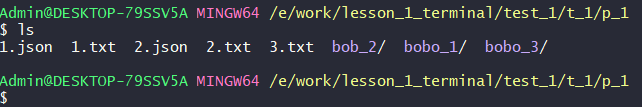 Admin@DESKTOP-79SSV5A MINGW64 /e/work/lesson_1_terminal/test_1/t_1/p_1
$ ls
1.json  1.txt  2.json  2.txt  3.txt  bob_2/  bobo_1/  bobo_3/
Admin@DESKTOP-79SSV5A MINGW64 /e/work/lesson_1_terminal/test_1/t_1/p_1
$